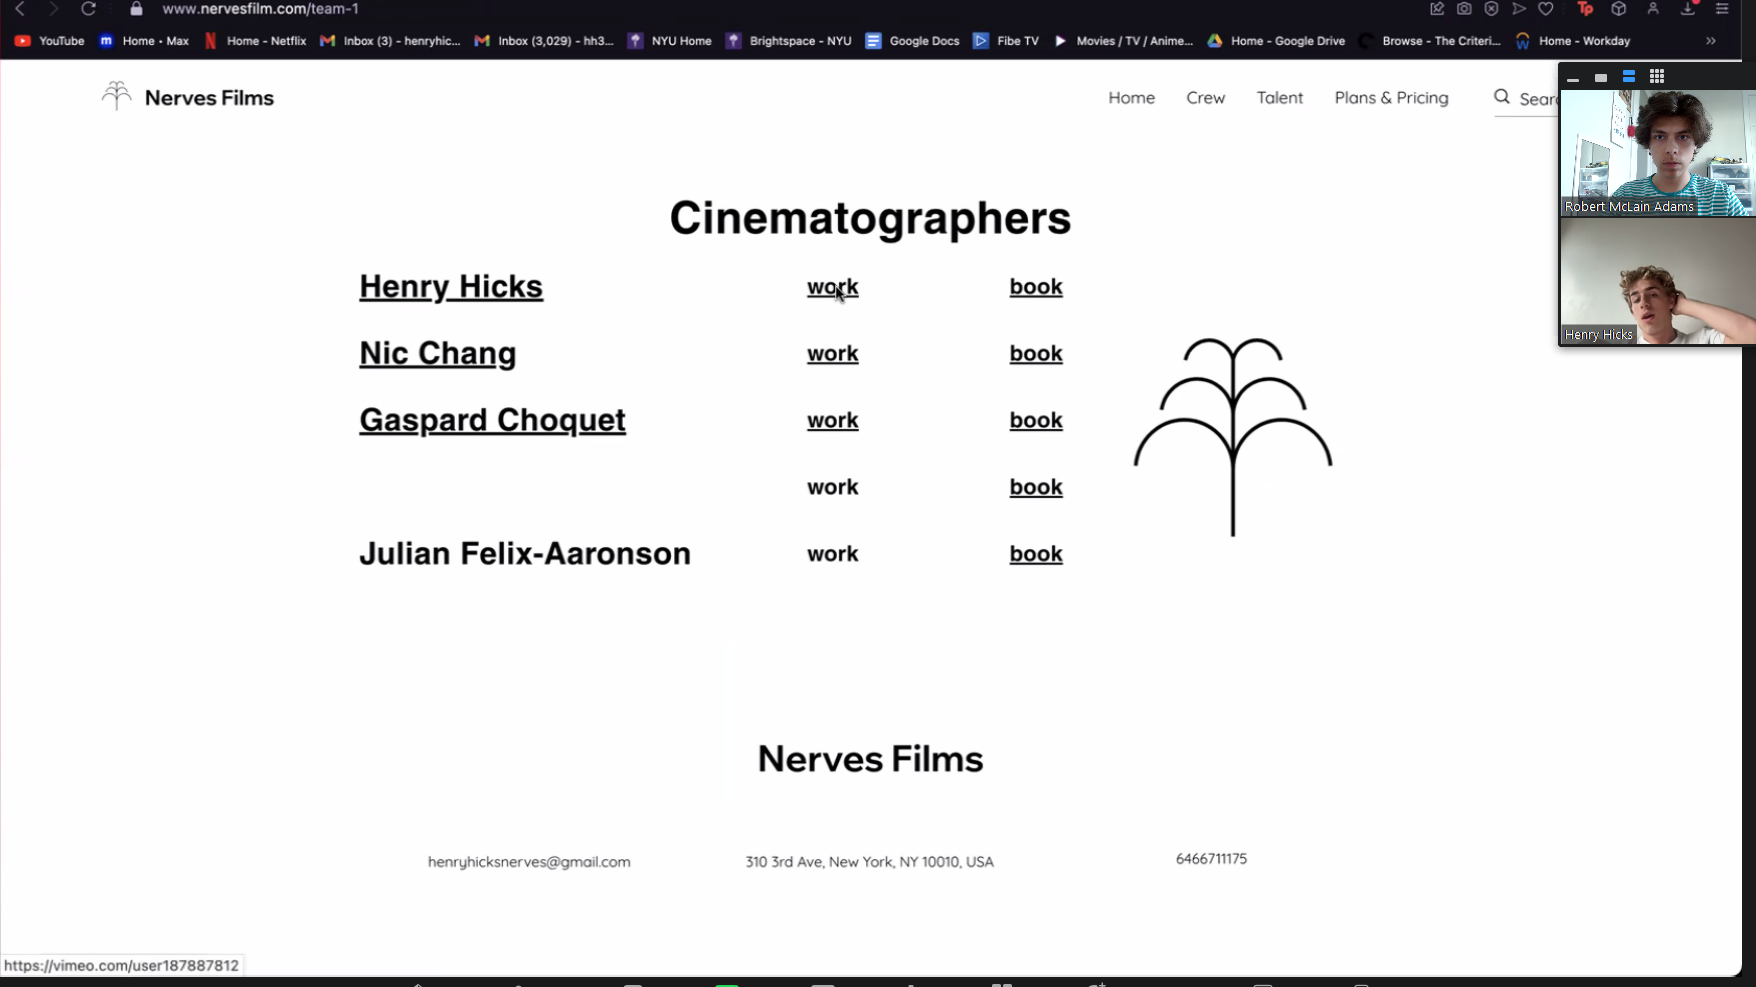 www.nervesfilm.com/team-1
YouTube
Home - Max
Home - Netflix
Inbox (3) - henryhic...
Inbox (3,029) - hh3...
NYU Home
Brightspace - NYU
Google Docs
Fibe TV
Movies / TV / Anime...
Home - Google Drive
Browse - The Criteri...
Home - Workday
Nerves Films
Home
Crew
Talent
Plans & Pricing
Robert McLain Adams
Henry Hicks
Cinematographers
Henry Hicks work book
Nic Chang work book
Gaspard Choquet work book
work book
Julian Felix-Aaronson work book
Nerves Films
henryhicksnerves@gmail.com
310 3rd Ave, New York, NY 10010, USA
6466711175
https://vimeo.com/user187887812